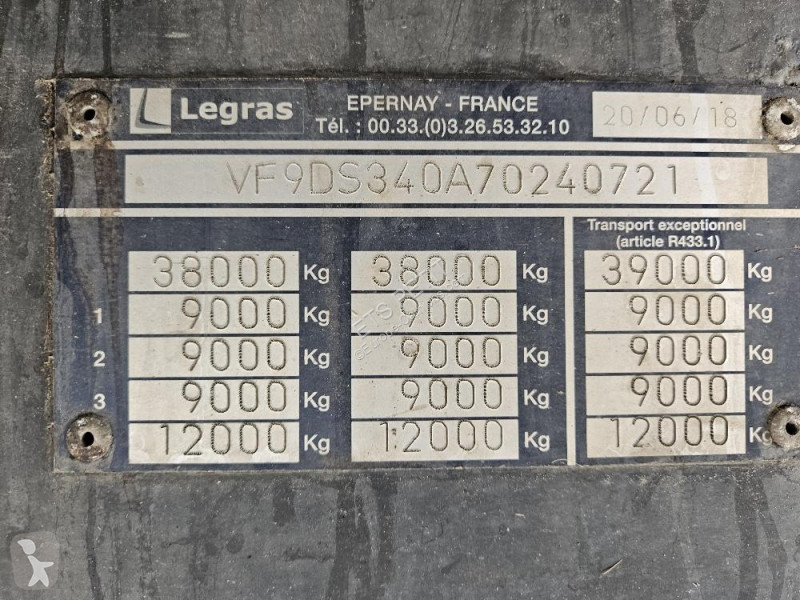 Legras EPERNAY - FRANCE 20/06/18
Tél. : 00.33.(0)3.26.53.32.10
VF9DS340A70240721
Transport exceptionnel
(article R433.1)
38000 Kg 38000 Kg 39000 Kg
1 9000 Kg 9000 Kg 9000 Kg
2 9000 Kg 9000 Kg 9000 Kg
3 9000 Kg 9000 Kg 9000 Kg
12000 Kg 12000 Kg 12000 Kg